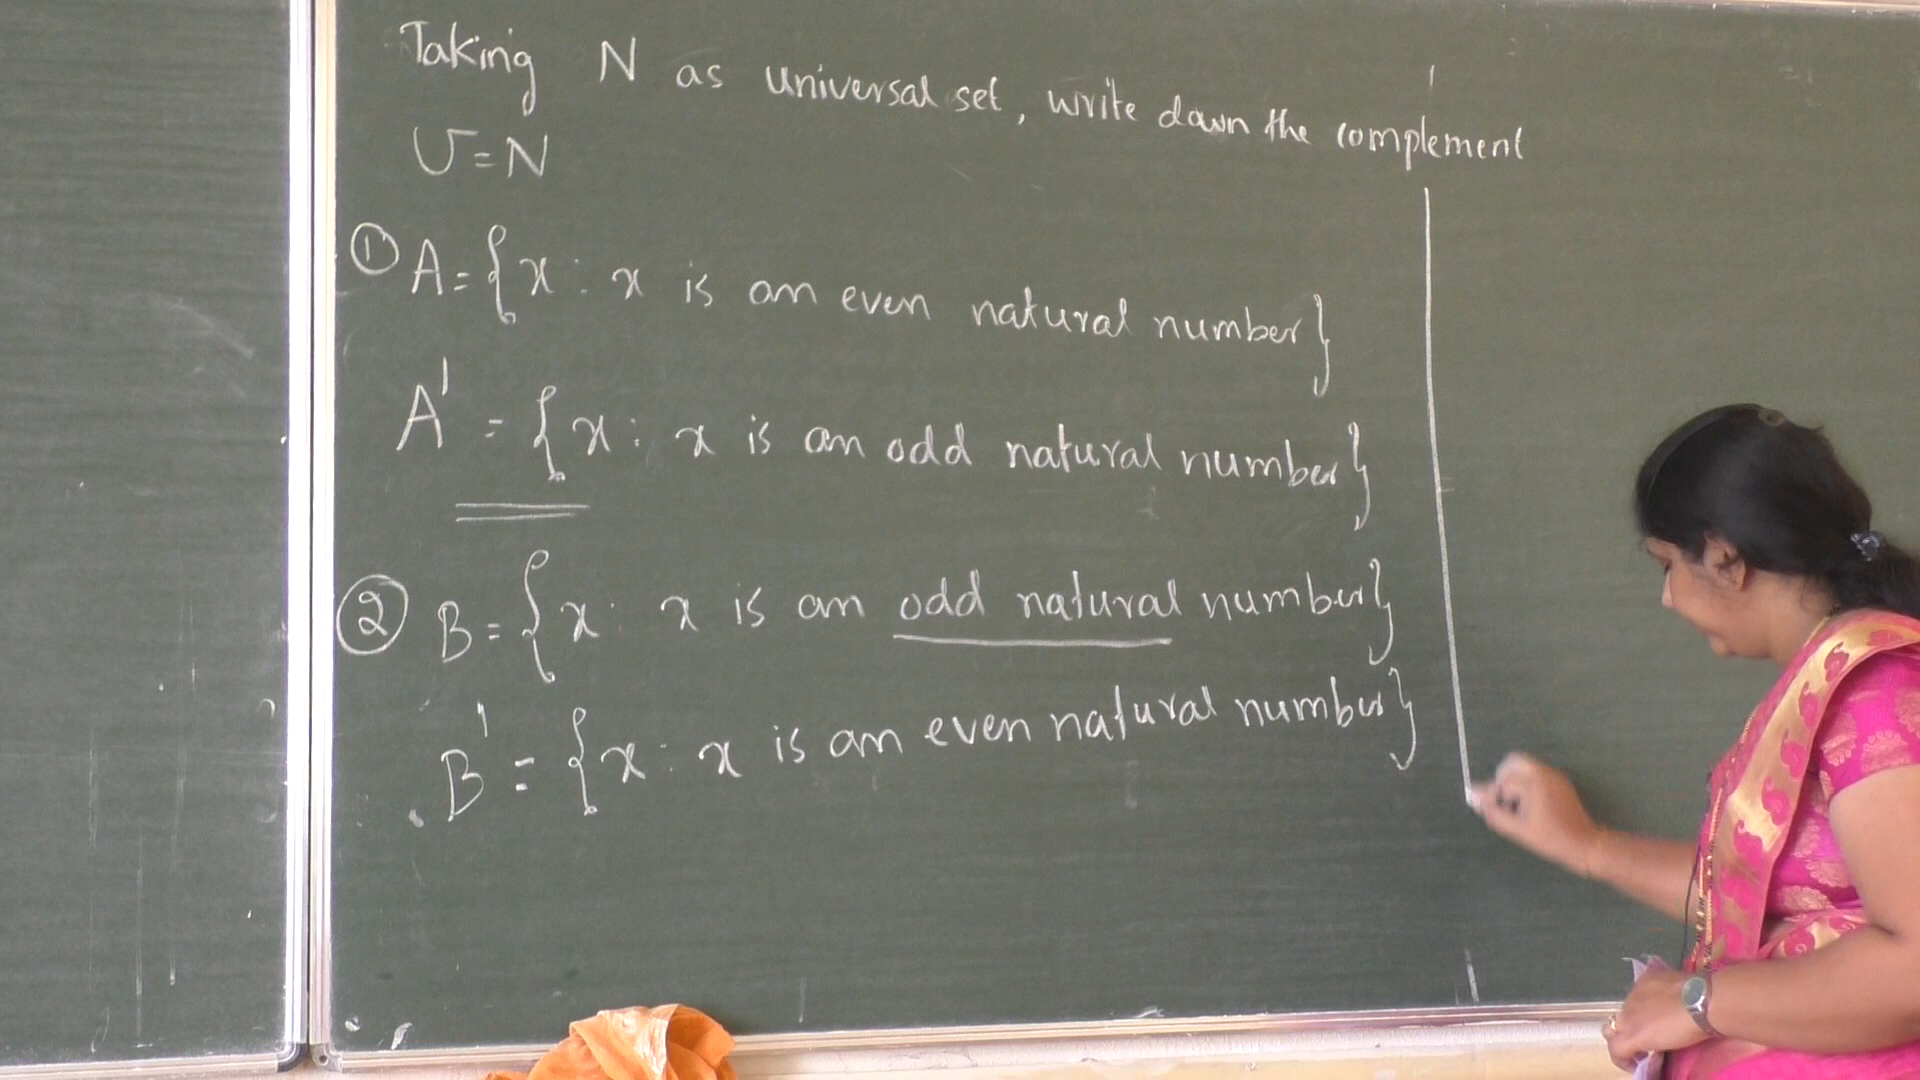 Taking N as universal set, write down the complement
U=N
① A={x : x is an even natural number}
A' = {x : x is an odd natural number}
② B={x : x is an odd natural number}
B' = {x : x is an even natural number}